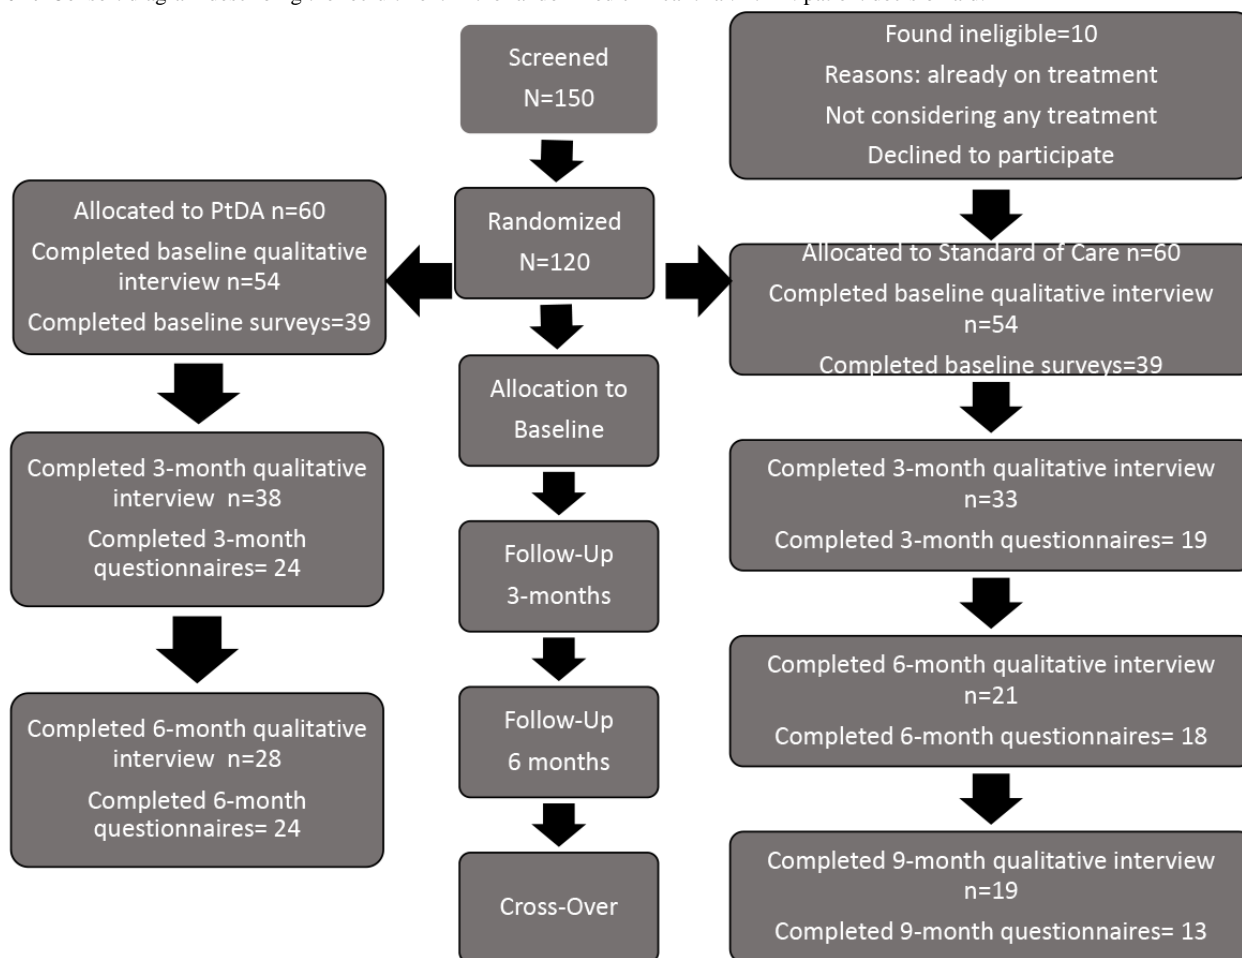 Screened
N=150
Found ineligible=10
Reasons: already on treatment
Not considering any treatment
Declined to participate
Allocated to PtDA n=60
Completed baseline qualitative
interview n=54
Completed baseline surveys=39
Randomized
N=120
Allocated to Standard of Care n=60
Completed baseline qualitative interview
n=54
Completed baseline surveys=39
Allocation to
Baseline
Completed 3-month qualitative
interview n=38
Completed 3-month
questionnaires= 24
Follow-Up
3-months
Completed 3-month qualitative interview
n=33
Completed 3-month questionnaires= 19
Completed 6-month qualitative
interview n=28
Completed 6-month
questionnaires= 24
Follow-Up
6 months
Completed 6-month qualitative interview
n=21
Completed 6-month questionnaires= 18
Cross-Over
Completed 9-month qualitative interview
n=19
Completed 9-month questionnaires= 13